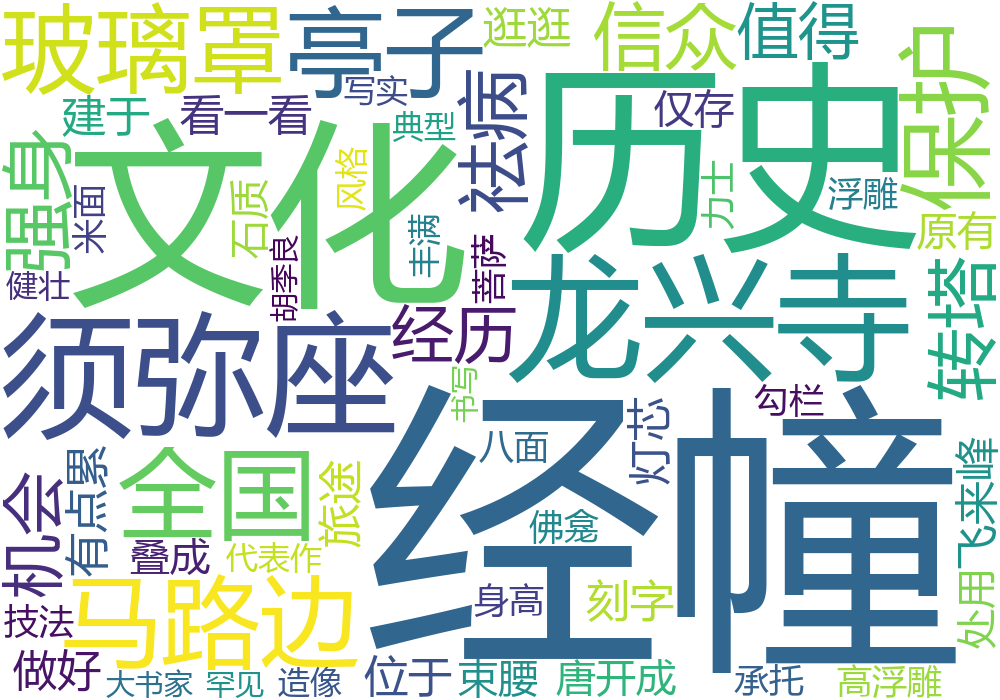 玻璃罩
亭子
逛逛
信众
值得
保护
建于
看一看
写实
典型
祛病
历史
仅存
强身
文化
石质
风格
力士
浮雕
原有
米面
健壮
胡季良
丰满
菩萨
龙兴寺
转塔
须弥座
经历
书写
经幢
勾栏
八面
灯芯
机会
有点累
全国
旅途
佛龛
飞来峰
叠成
代表作
马路边
身高
刻字
处用
技法
做好
大书家
罕见
造像
位于
束腰
唐开成
承托
高浮雕